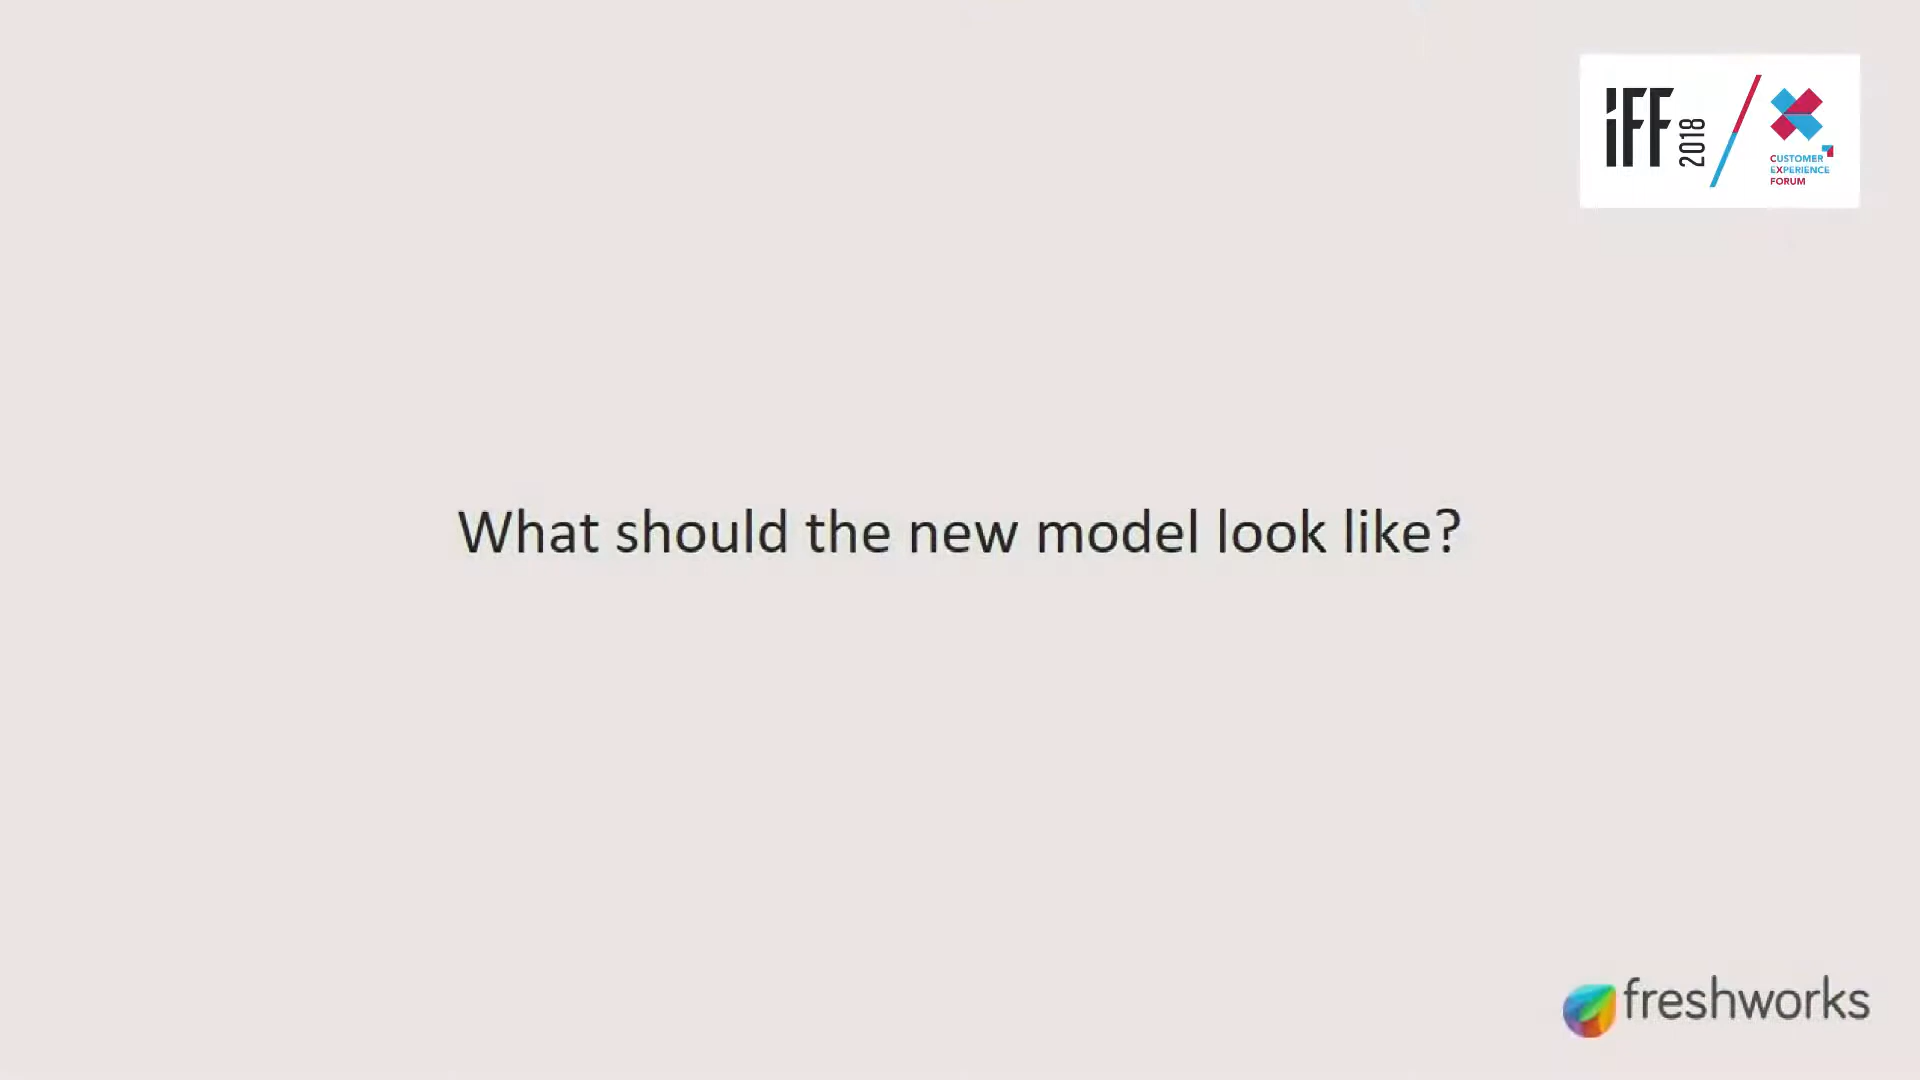 iFF 2018
CUSTOMER
EXPERIENCE
FORUM
What should the new model look like?
freshworks